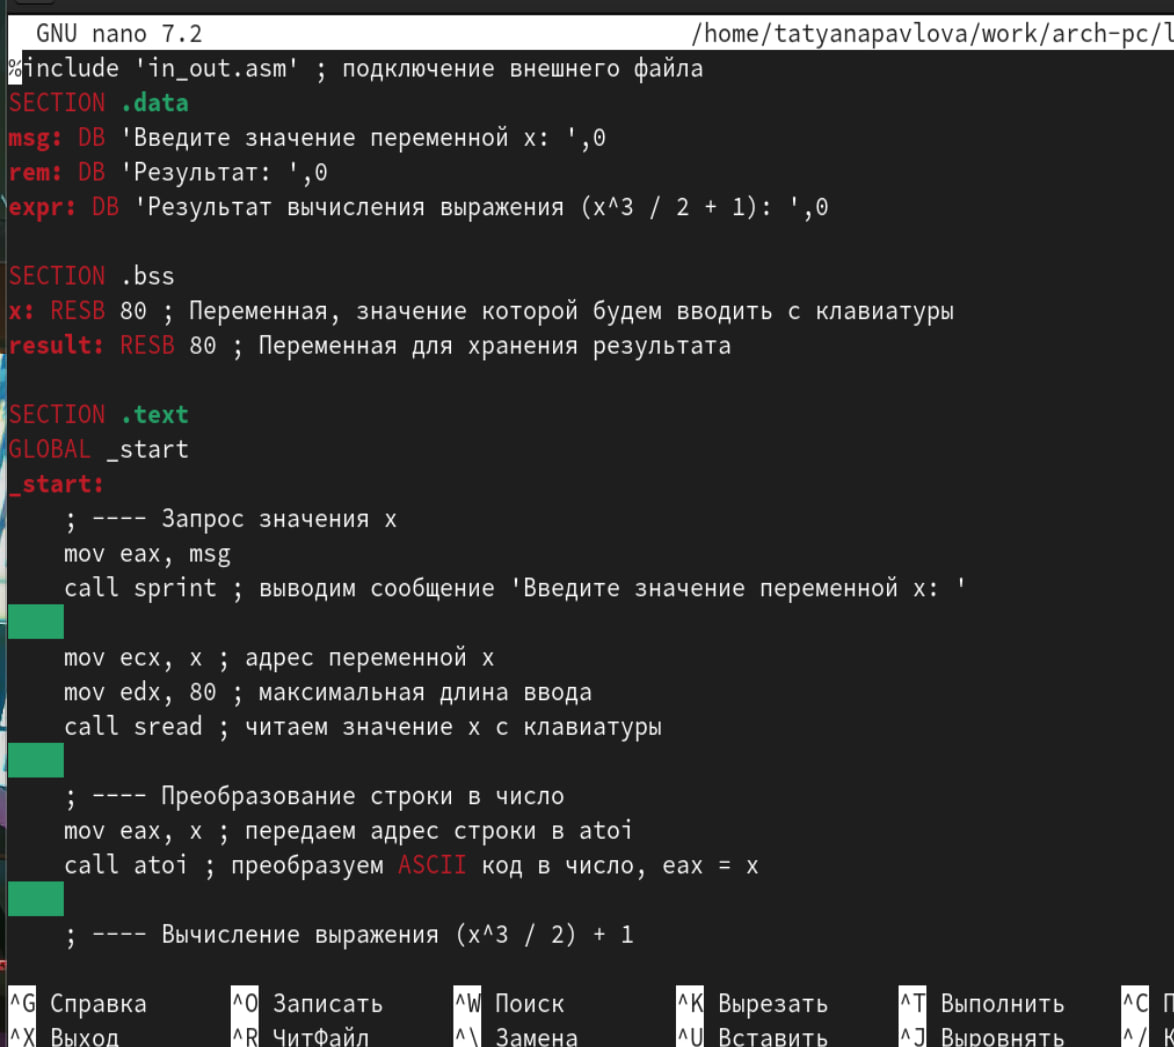 GNU nano 7.2 /home/tatyanapavlova/work/arch-pc/l
%include 'in_out.asm' ; подключение внешнего файла
SECTION .data
msg: DB 'Введите значение переменной x: ',0
rem: DB 'Результат: ',0
expr: DB 'Результат вычисления выражения (x^3 / 2 + 1): ',0
SECTION .bss
x: RESB 80 ; Переменная, значение которой будем вводить с клавиатуры
result: RESB 80 ; Переменная для хранения результата
SECTION .text
GLOBAL _start
_start:
; ---- Запрос значения x
mov eax, msg
call sprint ; выводим сообщение 'Введите значение переменной x: '
mov ecx, x ; адрес переменной x
mov edx, 80 ; максимальная длина ввода
call sread ; читаем значение x с клавиатуры
; ---- Преобразование строки в число
mov eax, x ; передаем адрес строки в atoi
call atoi ; преобразуем ASCII код в число, eax = x
; ---- Вычисление выражения (x^3 / 2) + 1
^G Справка ^O Записать ^W Поиск ^K Вырезать ^T Выполнить ^C
^X Выход ^R ЧитФайл ^\ Замена ^U Вставить ^J Выровнять ^/